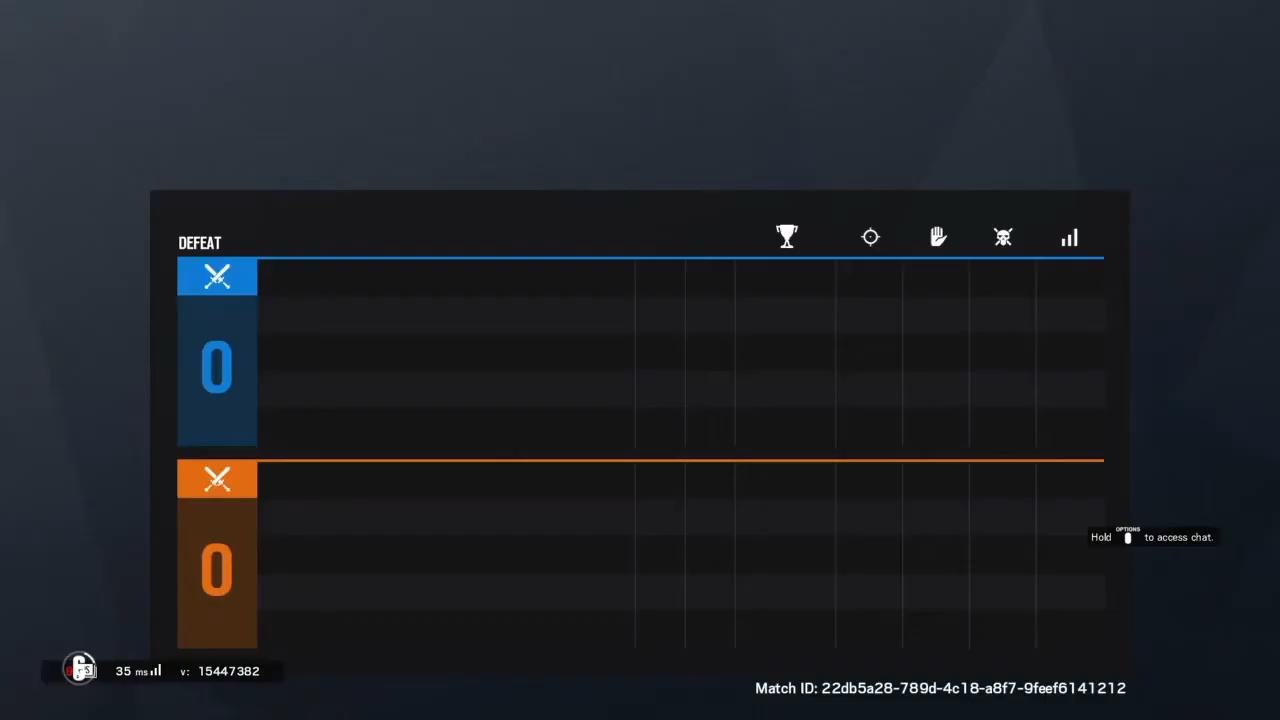 DEFEAT
0
0
OPTIONS
Hold to access chat.
35 ms v: 15447382
Match ID: 22db5a28-789d-4c18-a8f7-9feef6141212